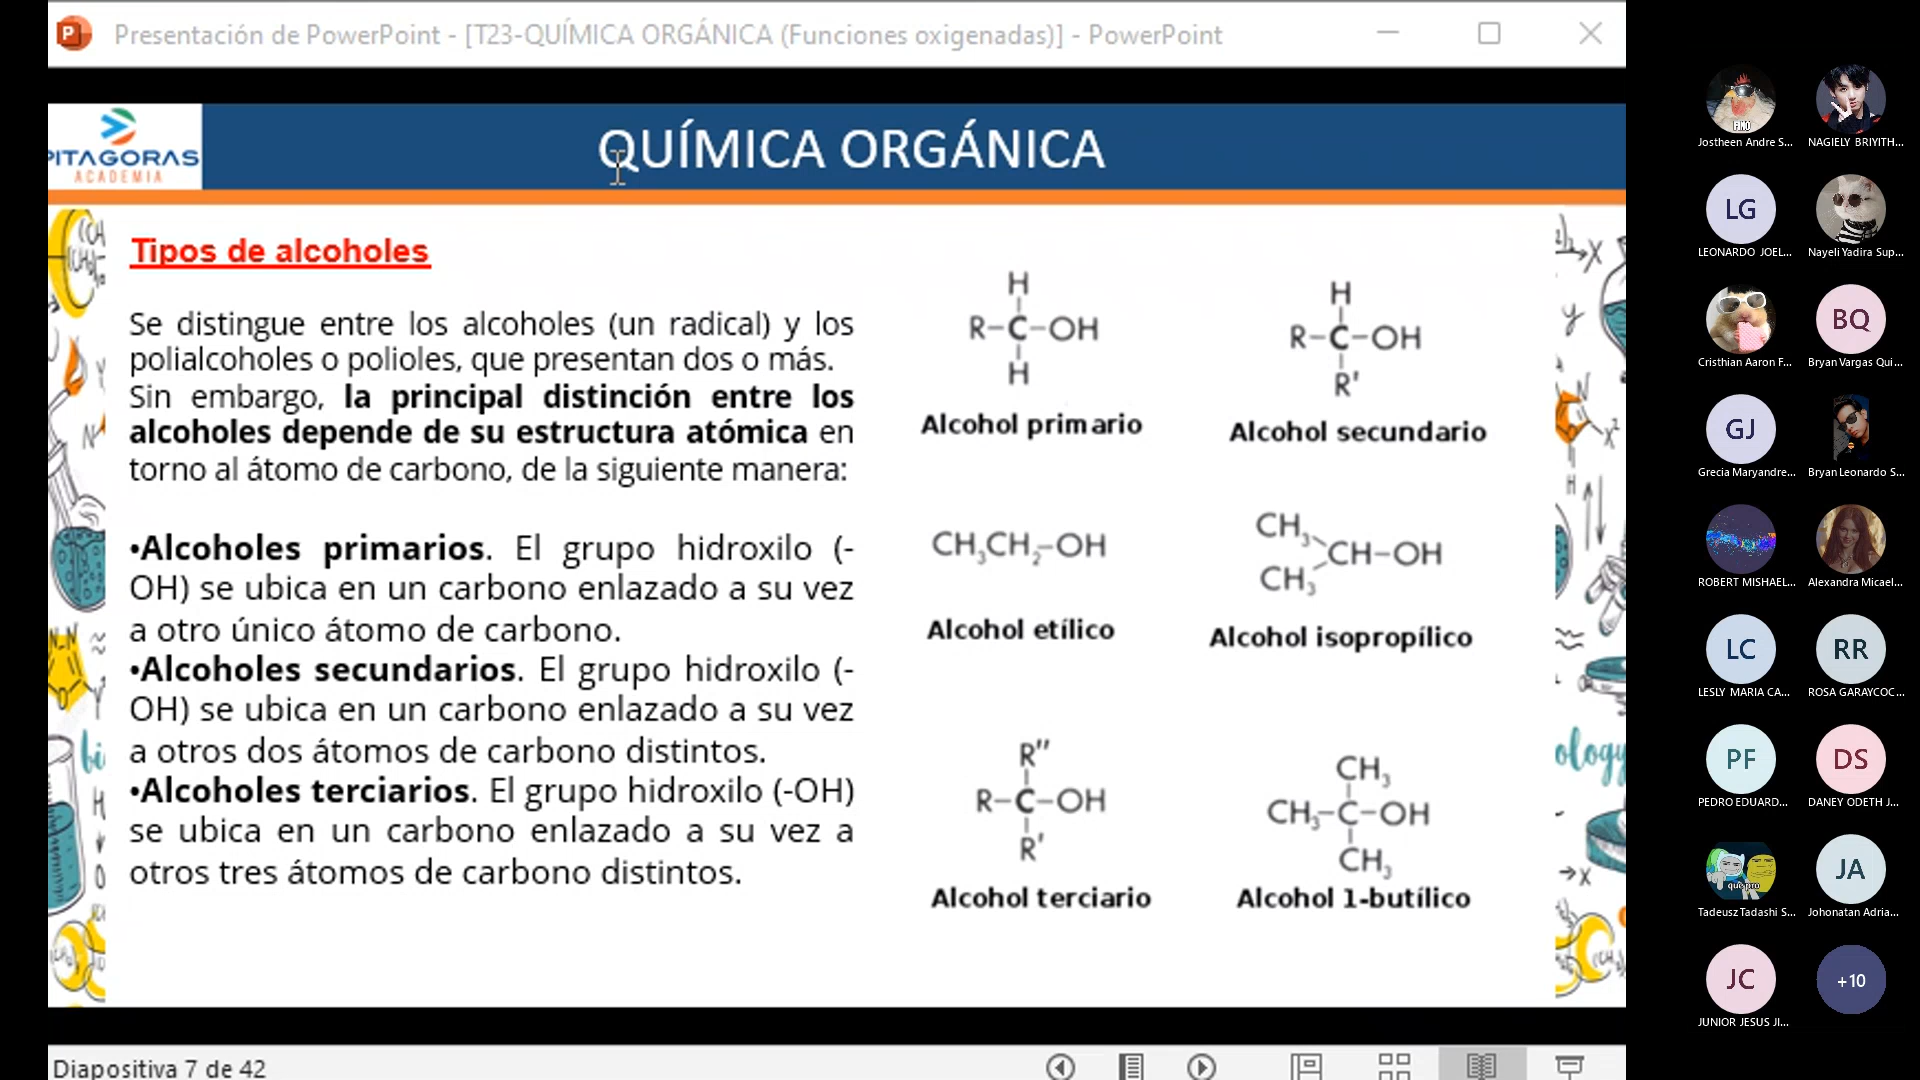 Presentación de PowerPoint - [T23-QUÍMICA ORGÁNICA (Funciones oxigenadas)] - PowerPoint
PITAGORAS
ACADEMIA
QUÍMICA ORGÁNICA
Tipos de alcoholes
Se distingue entre los alcoholes (un radical) y los
polialcoholes o polioles, que presentan dos o más.
Sin embargo, la principal distinción entre los
alcoholes depende de su estructura atómica en
torno al átomo de carbono, de la siguiente manera:
•Alcoholes primarios. El grupo hidroxilo (-
OH) se ubica en un carbono enlazado a su vez
a otro único átomo de carbono.
•Alcoholes secundarios. El grupo hidroxilo (-
OH) se ubica en un carbono enlazado a su vez
a otros dos átomos de carbono distintos.
•Alcoholes terciarios. El grupo hidroxilo (-OH)
se ubica en un carbono enlazado a su vez a
otros tres átomos de carbono distintos.
H
R-C-OH
H
Alcohol primario
H
R-C-OH
R'
Alcohol secundario
CH₃CH₂-OH
Alcohol etílico
CH₃
CH-OH
CH₃
Alcohol isopropílico
R''
R-C-OH
R'
Alcohol terciario
CH₃
CH₃-C-OH
CH₃
Alcohol 1-butílico
Diapositiva 7 de 42
Jostheen Andre S...
NAGIELY BRIYITH...
LG
LEONARDO JOEL...
Nayeli Yadira Sup...
Cristhian Aaron F...
BQ
Bryan Vargas Qui...
GJ
Grecia Maryandre...
Bryan Leonardo S...
ROBERT MISHAEL...
Alexandra Micael...
LC
LESLY MARIA CA...
RR
ROSA GARAYCOC...
PF
PEDRO EDUARD...
DS
DANEY ODETH J...
Tadeusz Tadashi S...
JA
Johonatan Adria...
JC
JUNIOR JESUS JI...
+10